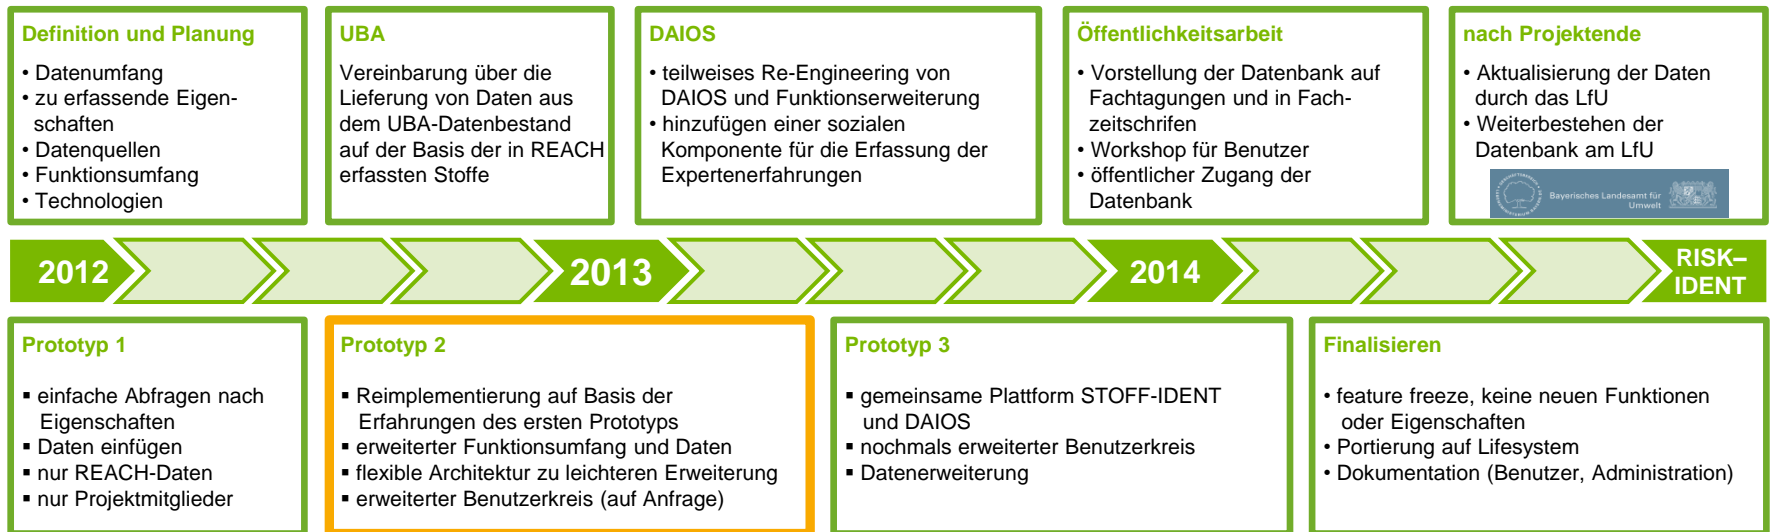 Definition und Planung
• Datenumfang
• zu erfassende Eigen-
schaften
• Datenquellen
• Funktionsumfang
• Technologien
UBA
Vereinbarung über die
Lieferung von Daten aus
dem UBA-Datenbestand
auf der Basis der in REACH
erfassten Stoffe
DAIOS
• teilweises Re-Engineering von
DAIOS und Funktionserweiterung
• hinzufügen einer sozialen
Komponente für die Erfassung der
Expertenerfahrungen
Öffentlichkeitsarbeit
• Vorstellung der Datenbank auf
Fachtagungen und in Fach-
zeitschrifen
• Workshop für Benutzer
• öffentlicher Zugang der
Datenbank
nach Projektende
• Aktualisierung der Daten
durch das LfU
• Weiterbestehen der
Datenbank am LfU
Bayerisches Landesamt für
Umwelt
2012
2013
2014
RISK–
IDENT
Prototyp 1
▪ einfache Abfragen nach
Eigenschaften
▪ Daten einfügen
▪ nur REACH-Daten
▪ nur Projektmitglieder
Prototyp 2
▪ Reimplementierung auf Basis der
Erfahrungen des ersten Prototyps
▪ erweiterter Funktionsumfang und Daten
▪ flexible Architektur zu leichteren Erweiterung
▪ erweiterter Benutzerkreis (auf Anfrage)
Prototyp 3
▪ gemeinsame Plattform STOFF-IDENT
und DAIOS
▪ nochmals erweiterter Benutzerkreis
▪ Datenerweiterung
Finalisieren
• feature freeze, keine neuen Funktionen
oder Eigenschaften
• Portierung auf Lifesystem
• Dokumentation (Benutzer, Administration)